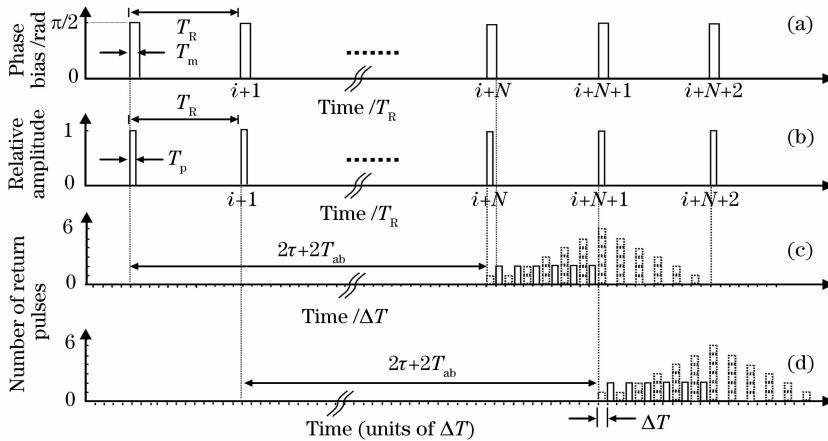 Phase bias /rad
π/2
0
T_R
T_m
(a)
i+1
i+N
i+N+1
i+N+2
Time /T_R
Relative amplitude
1
0
T_R
T_p
(b)
i+1
i+N
i+N+1
i+N+2
Time /T_R
Number of return pulses
6
0
2τ+2T_ab
(c)
Time /ΔT
6
0
2τ+2T_ab
(d)
ΔT
Time (units of ΔT)